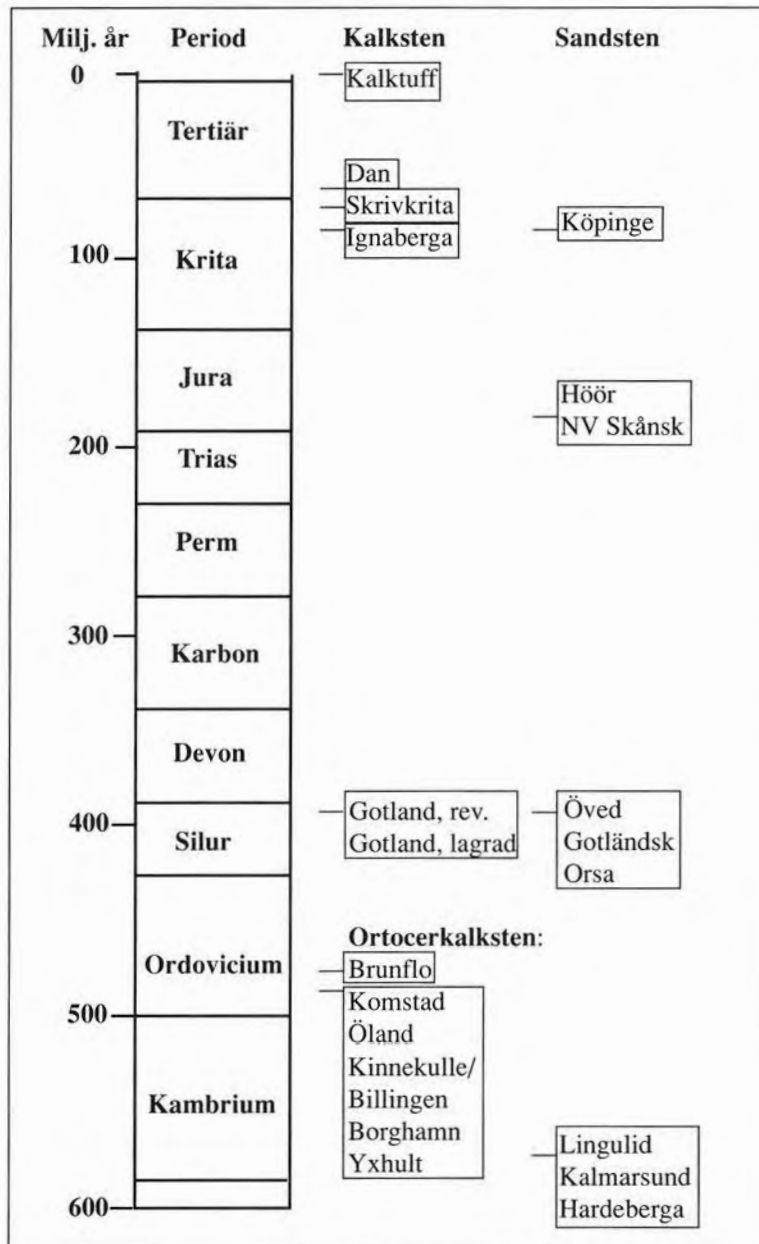 Milj. år Period Kalksten Sandsten
0
Kalktuff
Tertiär
Dan
Skrivkrita
Ignaberga
Köpinge
100
Krita
Jura
Höör
NV Skånsk
200
Trias
Perm
300
Karbon
Devon
Gotland, rev.
Gotland, lagrad
Öved
Gotländsk
Orsa
400
Silur
Ortocerkalksten:
Brunflo
Ordovicium
Komstad
Öland
Kinnekulle/
Billingen
Borghamn
Yxhult
500
Kambrium
Lingulid
Kalmarsund
Hardeberga
600